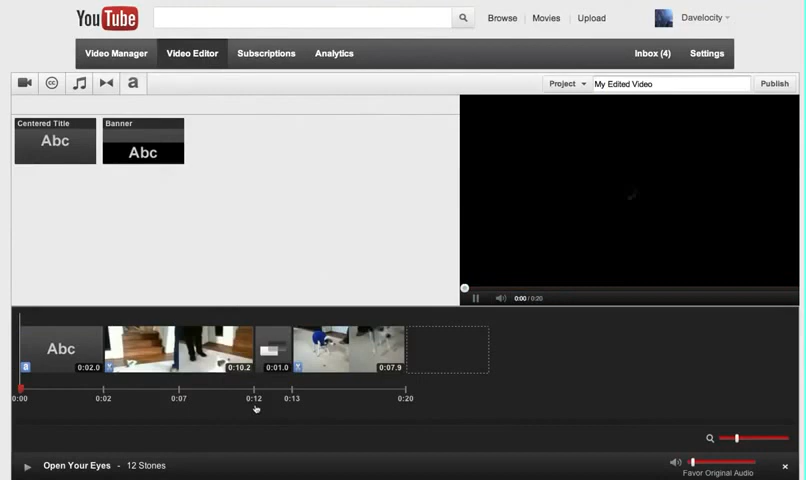 YouTube
Browse Movies Upload Davelocity
Video Manager Video Editor Subscriptions Analytics Inbox (4) Settings
cc a Project My Edited Video Publish
Centered Title Banner
Abc Abc
0:00 / 0:20
Abc
a 0:02.0 0:10.2 0:01.0 0:07.9
0:00 0:02 0:07 0:12 0:13 0:20
Open Your Eyes - 12 Stones
Favor Original Audio